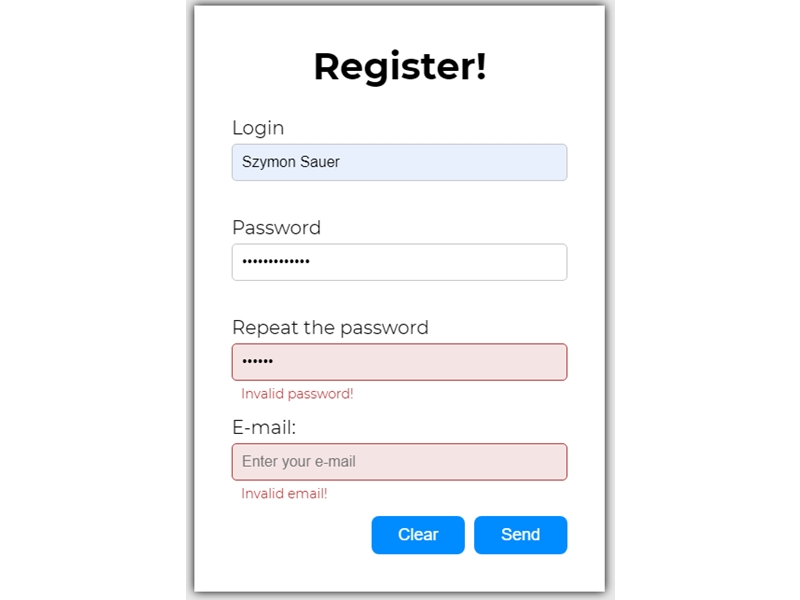 Register!
Login
Szymon Sauer
Password
•••••••••••••
Repeat the password
••••••
Invalid password!
E-mail:
Enter your e-mail
Invalid email!
Clear Send